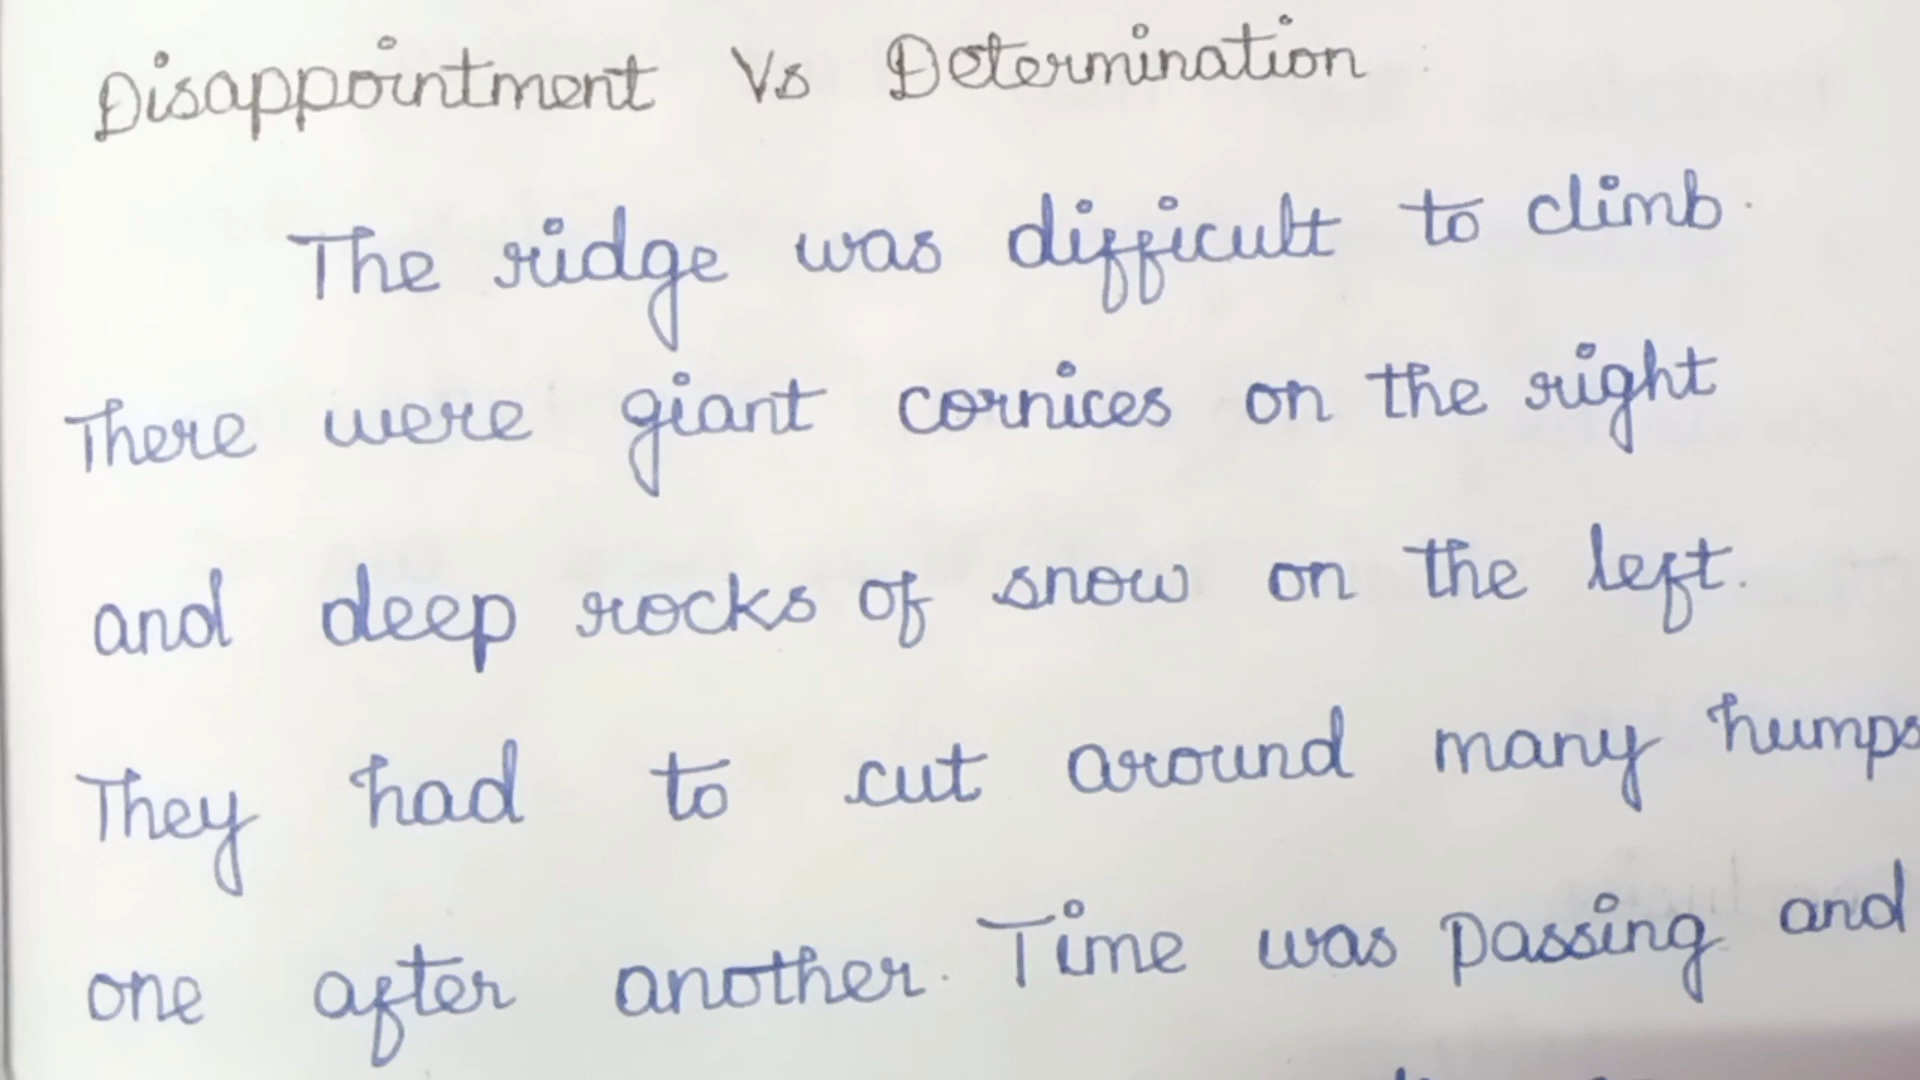 Disappointment Vs Determination
The ridge was difficult to climb.
There were giant cornices on the right
and deep rocks of snow on the left.
They had to cut around many humps
one after another. Time was passing and